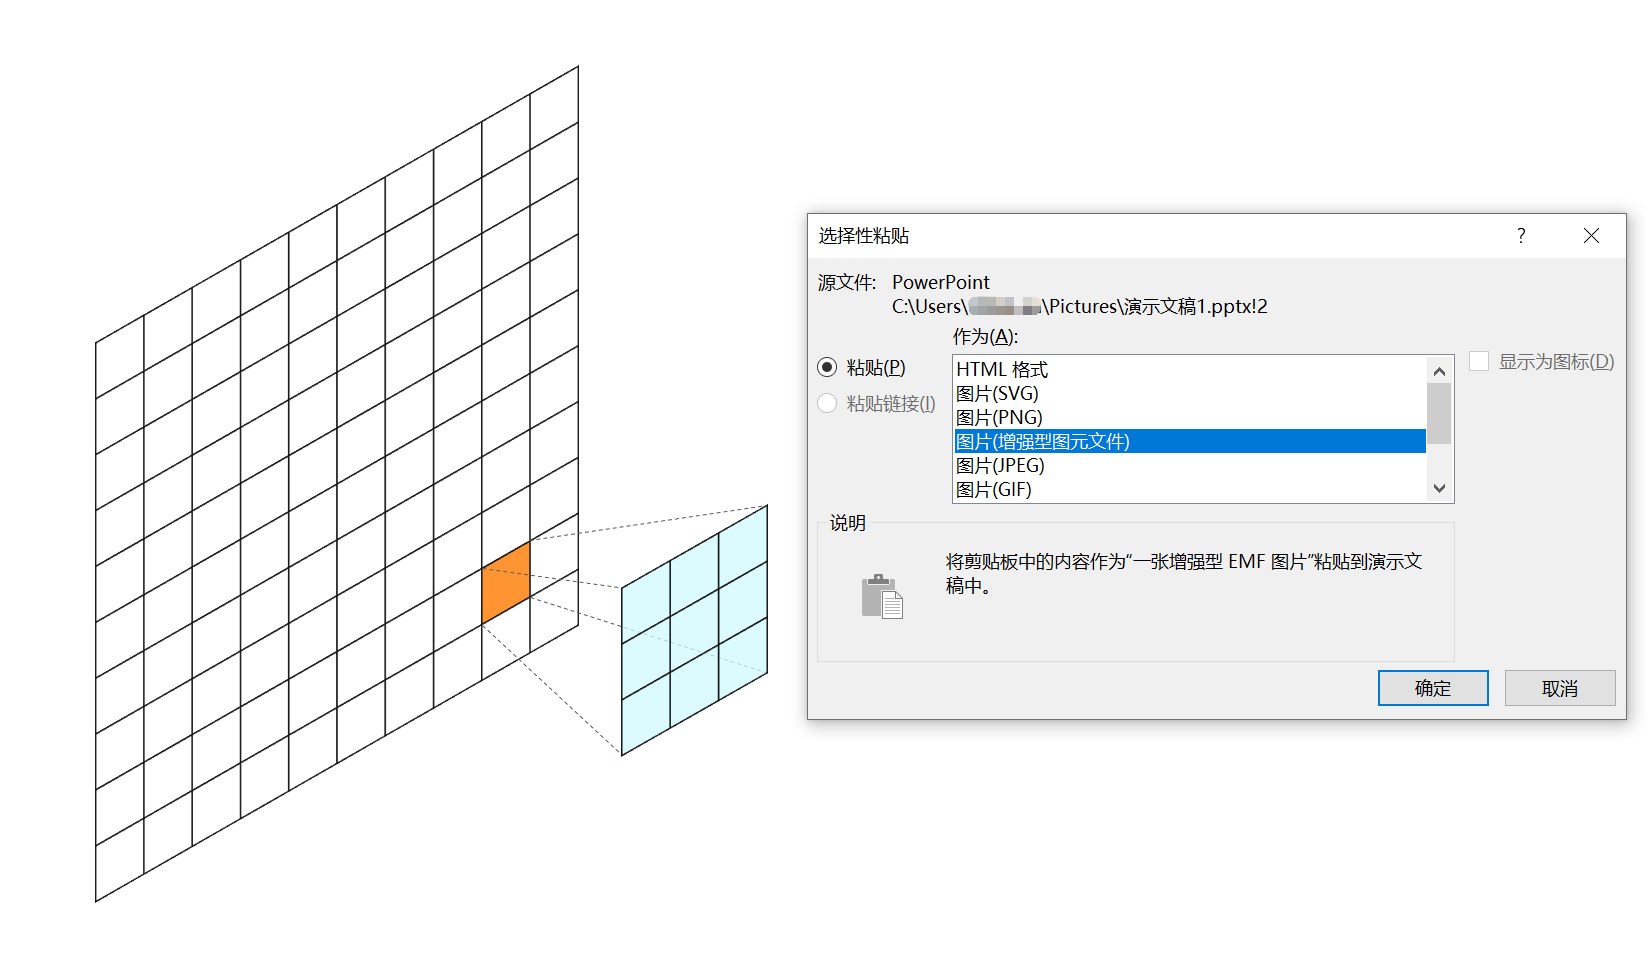 选择性粘贴
源文件: PowerPoint
C:\Users\ \Pictures\演示文稿1.pptx!2
作为(A):
粘贴(P)
粘贴链接(I)
HTML 格式
图片(SVG)
图片(PNG)
图片(增强型图元文件)
图片(JPEG)
图片(GIF)
显示为图标(D)
说明
将剪贴板中的内容作为“一张增强型 EMF 图片”粘贴到演示文
稿中。
确定
取消